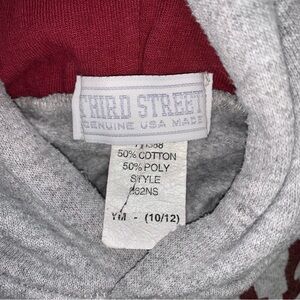 THIRD STREET
GENUINE USA MADE
50% COTTON
50% POLY
STYLE
YM - (10/12)